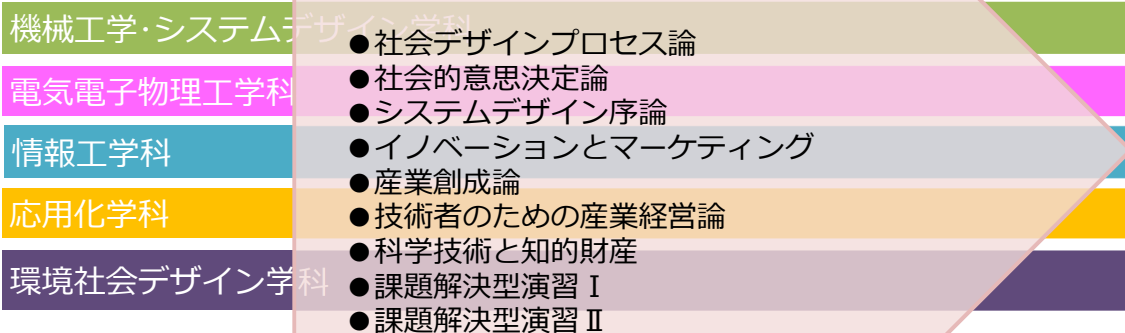 機械工学・システムデザイン学科
電気電子物理工学科
情報工学科
応用化学科
環境社会デザイン学科
●社会デザインプロセス論
●社会的意思決定論
●システムデザイン序論
●イノベーションとマーケティング
●産業創成論
●技術者のための産業経営論
●科学技術と知的財産
●課題解決型演習Ⅰ
●課題解決型演習Ⅱ